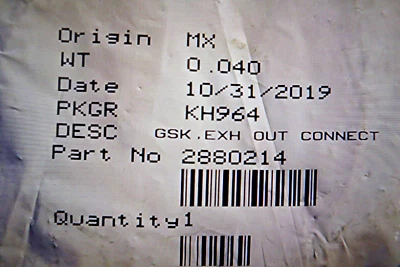 Origin MX
WT 0.040
Date 10/31/2019
PKGR KH964
DESC GSK,EXH OUT CONNECT
Part No 2880214
Quantity1